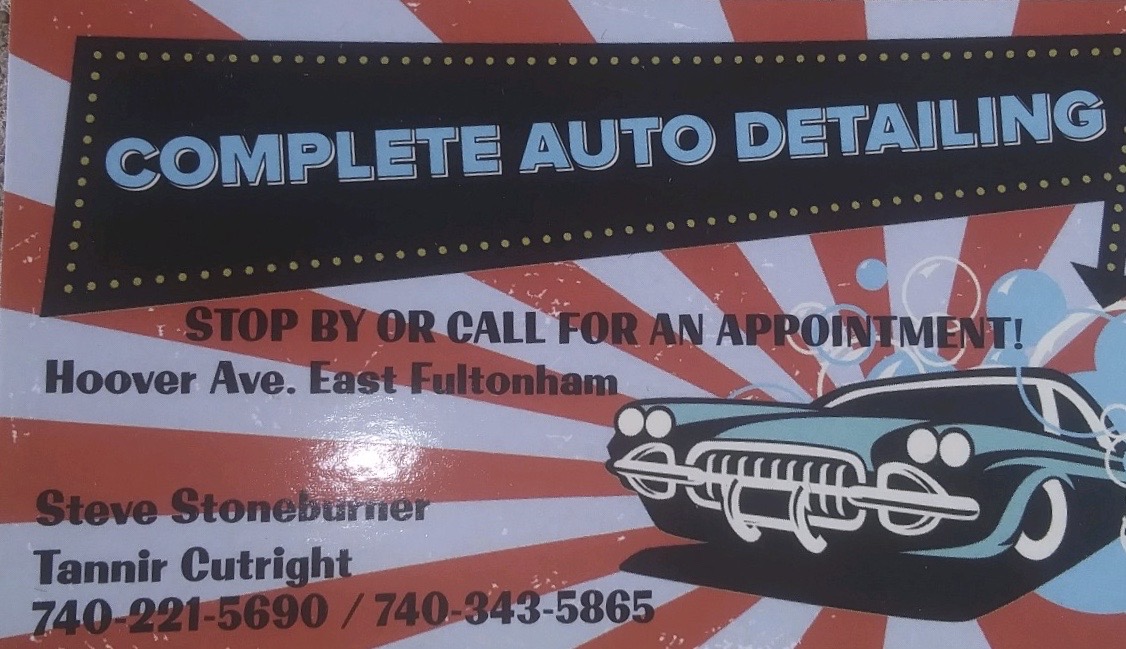 COMPLETE AUTO DETAILING
STOP BY OR CALL FOR AN APPOINTMENT!
Hoover Ave. East Fultonham
Steve Stoneburner
Tannir Cutright
740-221-5690 / 740-343-5865